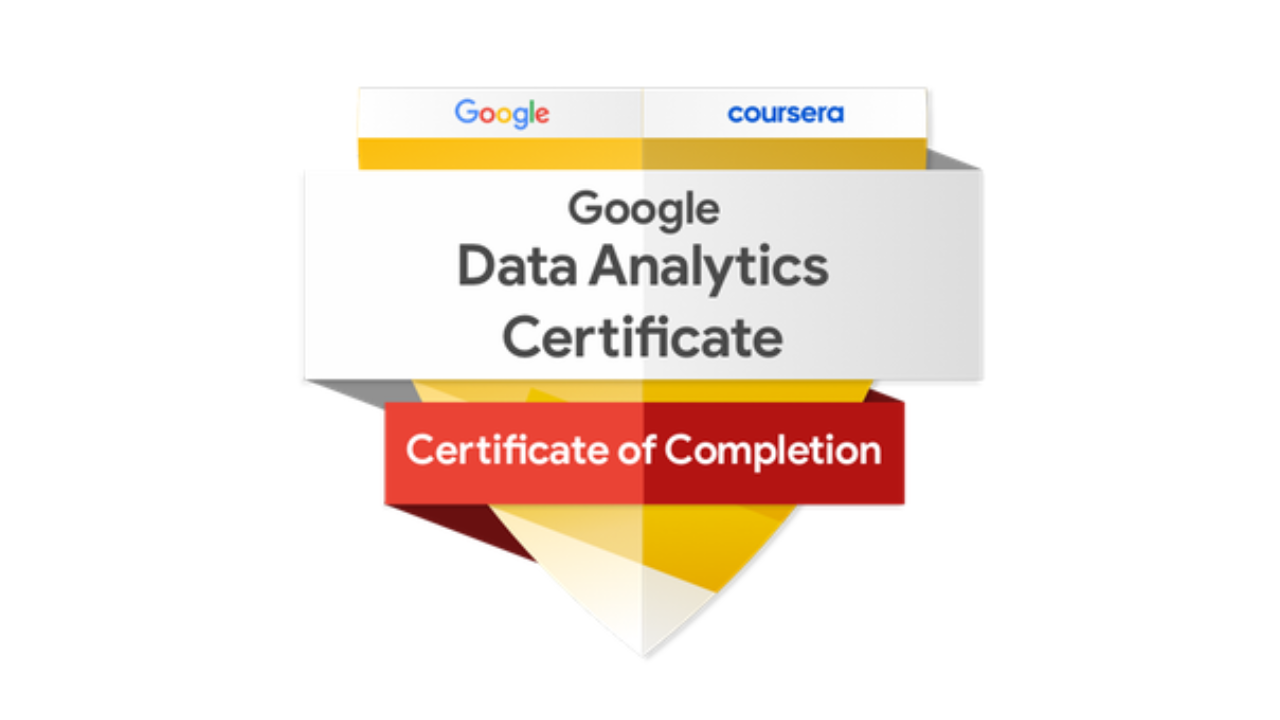 Google coursera
Google
Data Analytics
Certificate
Certificate of Completion